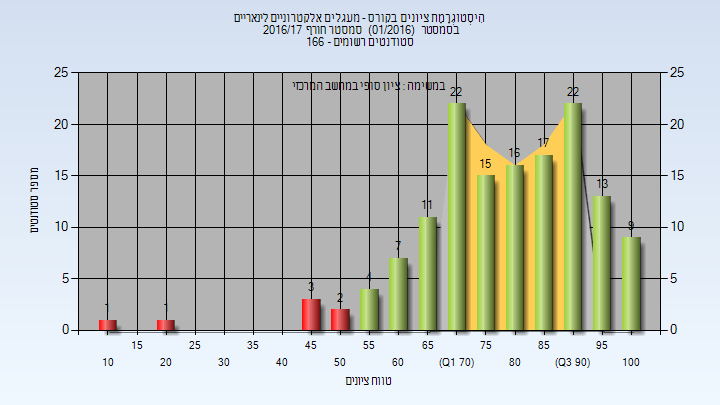 היסטוגרמת ציונים בקורס - מעגלים אלקטרוניים לינאריים
בסמסטר (01/2016) סמסטר חורף 2016/17
סטודנטים רשומים - 166
במשימה : ציון סופי במחשב המרכזי
מספר סטודנטים
25 20 15 10 5 0
25 20 15 10 5 0
1 1 3 2 4 7 11 22 15 16 17 22 13 9
15 25 35 45 55 65 75 85 95
10 20 30 40 50 60 (Q1 70) 80 (Q3 90) 100
טווח ציונים